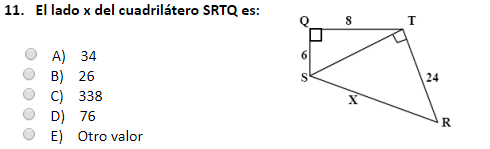 11. El lado x del cuadrilátero SRTQ es:
A) 34
B) 26
C) 338
D) 76
E) Otro valor
Q 8 T
6
S
24
X
R